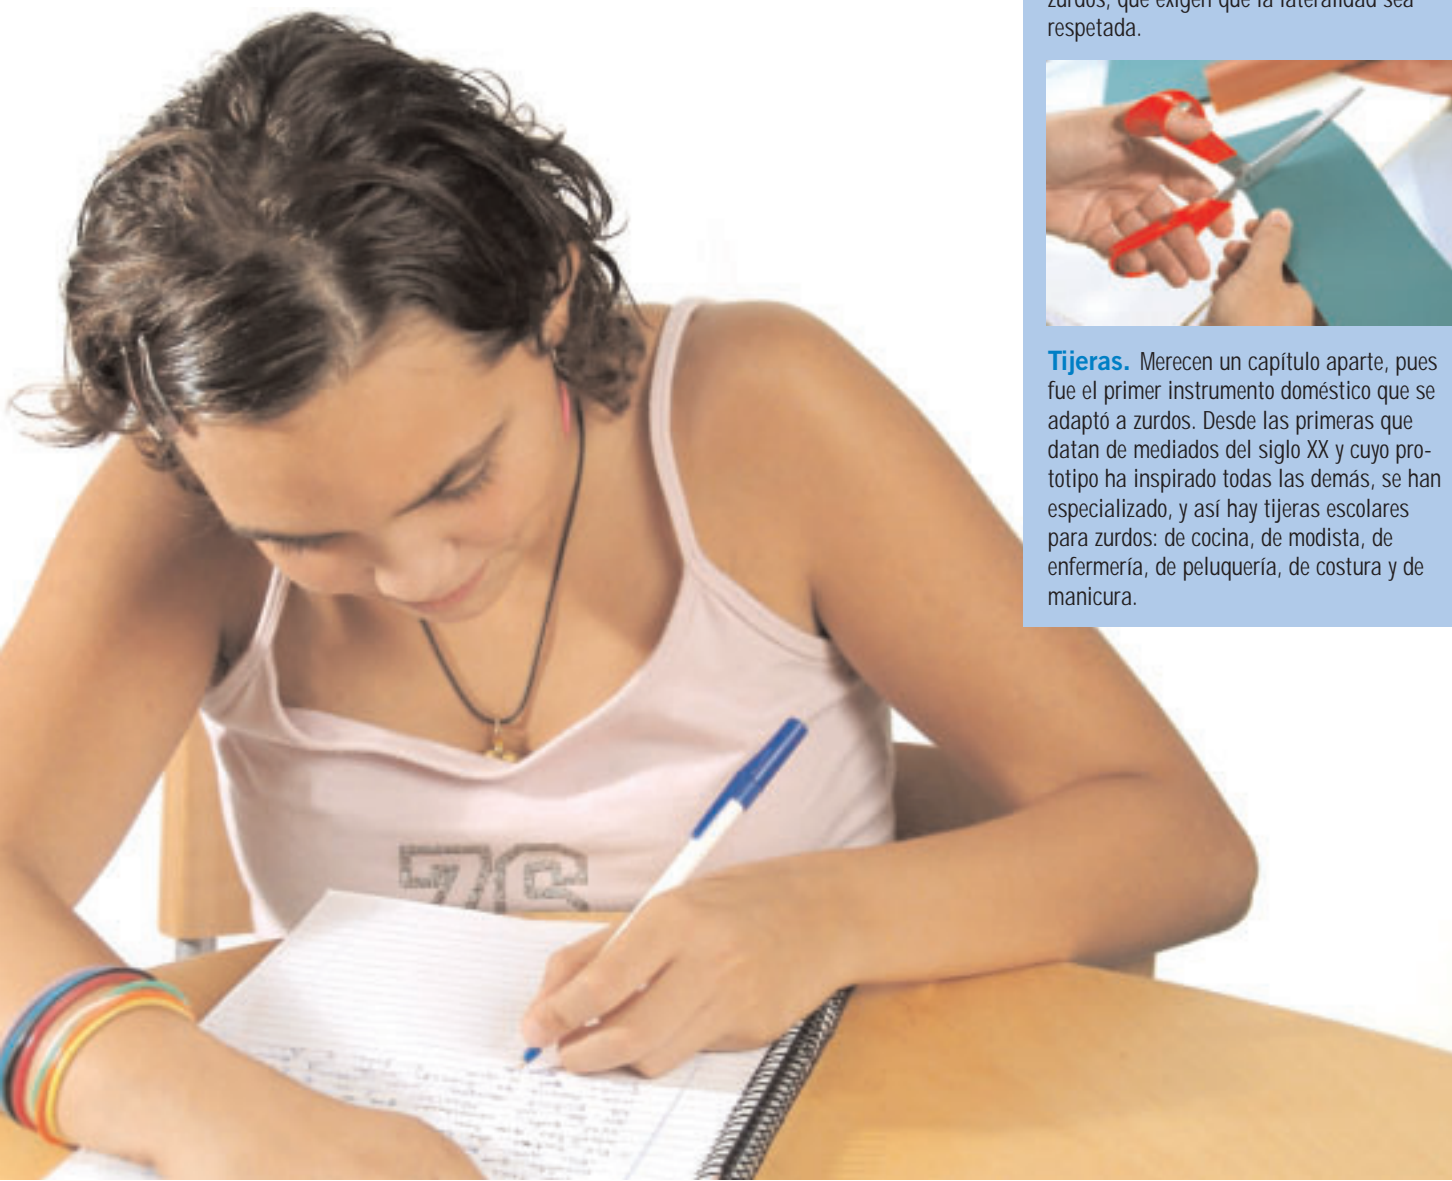 zurdos, que exigen que la lateralidad sea
respetada.
Tijeras. Merecen un capítulo aparte, pues
fue el primer instrumento doméstico que se
adaptó a zurdos. Desde las primeras que
datan de mediados del siglo XX y cuyo pro-
totipo ha inspirado todas las demás, se han
especializado, y así hay tijeras escolares
para zurdos: de cocina, de modista, de
enfermería, de peluquería, de costura y de
manicura.
76